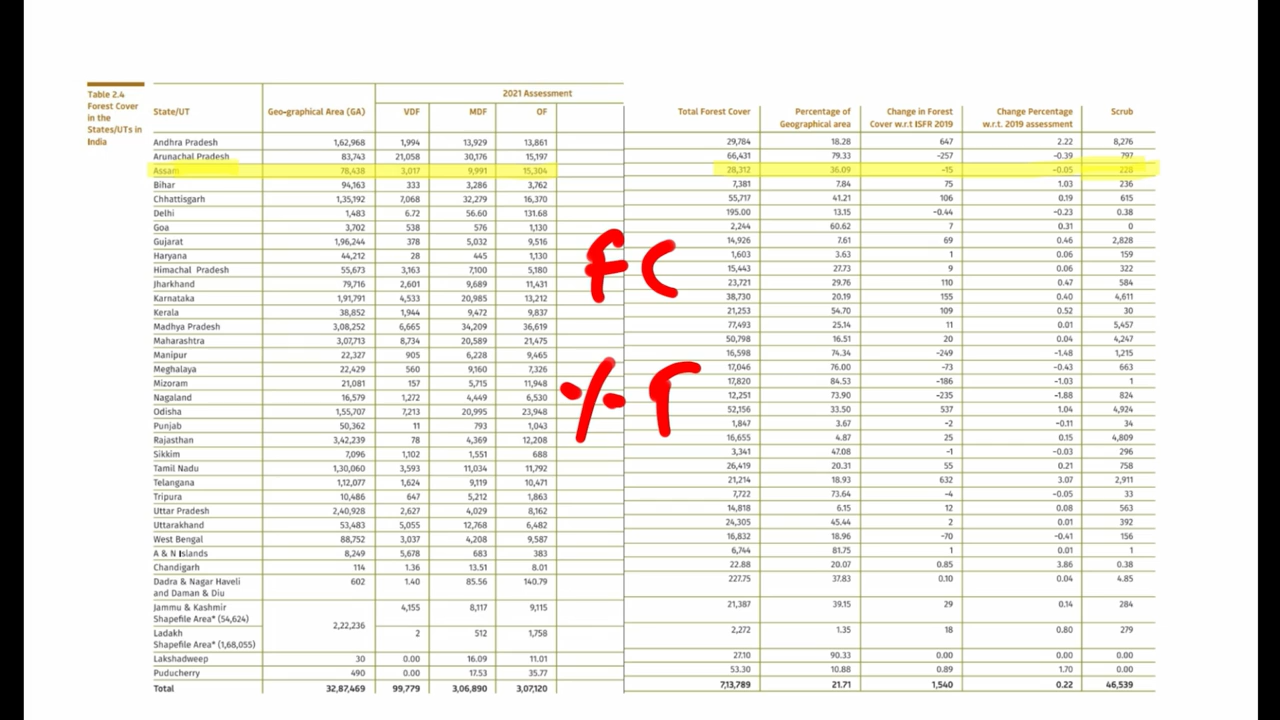 Table 2.4
Forest Cover
in the
States/UTs in
India
2021 Assessment
State/UT Geo-graphical Area (GA) VDF MDF OF Total Forest Cover Percentage of Geographical area Change in Forest Cover w.r.t ISFR 2019 Change Percentage w.r.t. 2019 assessment Scrub
Andhra Pradesh 1,62,968 1,994 13,929 13,861 29,784 18.28 647 2.22 8,276
Arunachal Pradesh 83,743 21,058 30,176 15,197 66,431 79.33 -257 -0.39 797
Assam 78,438 3,017 9,991 15,304 28,312 36.09 -15 -0.05 228
Bihar 94,163 333 3,286 3,762 7,381 7.84 75 1.03 236
Chhattisgarh 1,35,192 7,068 32,279 16,370 55,717 41.21 106 0.19 615
Delhi 1,483 6.72 56.60 131.68 195.00 13.15 -0.44 -0.23 0.38
Goa 3,702 538 576 1,130 2,244 60.62 7 0.31 0
Gujarat 1,96,244 378 5,032 9,516 14,926 7.61 69 0.46 2,828
Haryana 44,212 28 445 1,130 1,603 3.63 1 0.06 159
Himachal Pradesh 55,673 3,163 7,100 5,180 15,443 27.73 9 0.06 322
Jharkhand 79,716 2,601 9,689 11,431 23,721 29.76 110 0.47 584
Karnataka 1,91,791 4,533 20,985 13,212 38,730 20.19 155 0.40 4,611
Kerala 38,852 1,944 9,472 9,837 21,253 54.70 109 0.52 30
Madhya Pradesh 3,08,252 6,665 34,209 36,619 77,493 25.14 11 0.01 5,457
Maharashtra 3,07,713 8,734 20,589 21,475 50,798 16.51 20 0.04 4,247
Manipur 22,327 905 6,228 9,465 16,598 74.34 -249 -1.48 1,215
Meghalaya 22,429 560 9,160 7,326 17,046 76.00 -73 -0.43 663
Mizoram 21,081 157 5,715 11,948 17,820 84.53 -186 -1.03 1
Nagaland 16,579 1,272 4,449 6,530 12,251 73.90 -235 -1.88 824
Odisha 1,55,707 7,213 20,995 23,948 52,156 33.50 537 1.04 4,924
Punjab 50,362 11 793 1,043 1,847 3.67 -2 -0.11 34
Rajasthan 3,42,239 78 4,369 12,208 16,655 4.87 25 0.15 4,809
Sikkim 7,096 1,102 1,551 688 3,341 47.08 -1 -0.03 296
Tamil Nadu 1,30,060 3,593 11,034 11,792 26,419 20.31 55 0.21 758
Telangana 1,12,077 1,624 9,119 10,471 21,214 18.93 632 3.07 2,911
Tripura 10,486 647 5,212 1,863 7,722 73.64 -4 -0.05 33
Uttar Pradesh 2,40,928 2,627 4,029 8,162 14,818 6.15 12 0.08 563
Uttarakhand 53,483 5,055 12,768 6,482 24,305 45.44 2 0.01 392
West Bengal 88,752 3,037 4,208 9,587 16,832 18.96 -70 -0.41 156
A & N Islands 8,249 5,678 683 383 6,744 81.75 1 0.01 1
Chandigarh 114 1.36 13.51 8.01 22.88 20.07 0.85 3.86 0.38
Dadra & Nagar Haveli and Daman & Diu 602 1.40 85.56 140.79 227.75 37.83 0.10 0.04 4.85
Jammu & Kashmir Shapefile Area* (54,624) 2,22,236 4,155 8,117 9,115 21,387 39.15 29 0.14 284
Ladakh Shapefile Area* (1,68,055) 2 512 1,758 2,272 1.35 18 0.80 279
Lakshadweep 30 0.00 16.09 11.01 27.10 90.33 0.00 0.00 0.00
Puducherry 490 0.00 17.53 35.77 53.30 10.88 0.89 1.70 0.00
Total 32,87,469 99,779 3,06,890 3,07,120 7,13,789 21.71 1,540 0.22 46,539
FC